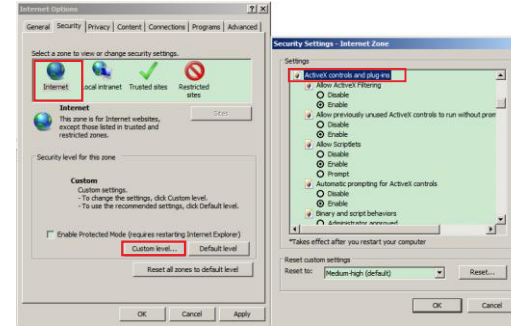 Internet Options
General Security Privacy Content Connections Programs Advanced
Select a zone to view or change security settings.
Internet Local intranet Trusted sites Restricted sites
Internet
This zone is for Internet websites,
except those listed in trusted and
restricted zones.
Sites
Security level for this zone
Custom
Custom settings.
- To change the settings, click Custom level.
- To use the recommended settings, click Default level.
Enable Protected Mode (requires restarting Internet Explorer)
Custom level... Default level
Reset all zones to default level
OK Cancel Apply
Security Settings - Internet Zone
Settings
ActiveX controls and plug-ins
Allow ActiveX Filtering
Disable
Enable
Allow previously unused ActiveX controls to run without prom
Disable
Enable
Allow Scriptlets
Disable
Enable
Prompt
Automatic prompting for ActiveX controls
Disable
Enable
Binary and script behaviors
Administrator approved
*Takes effect after you restart your computer
Reset custom settings
Reset to: Medium-high (default) Reset...
OK Cancel